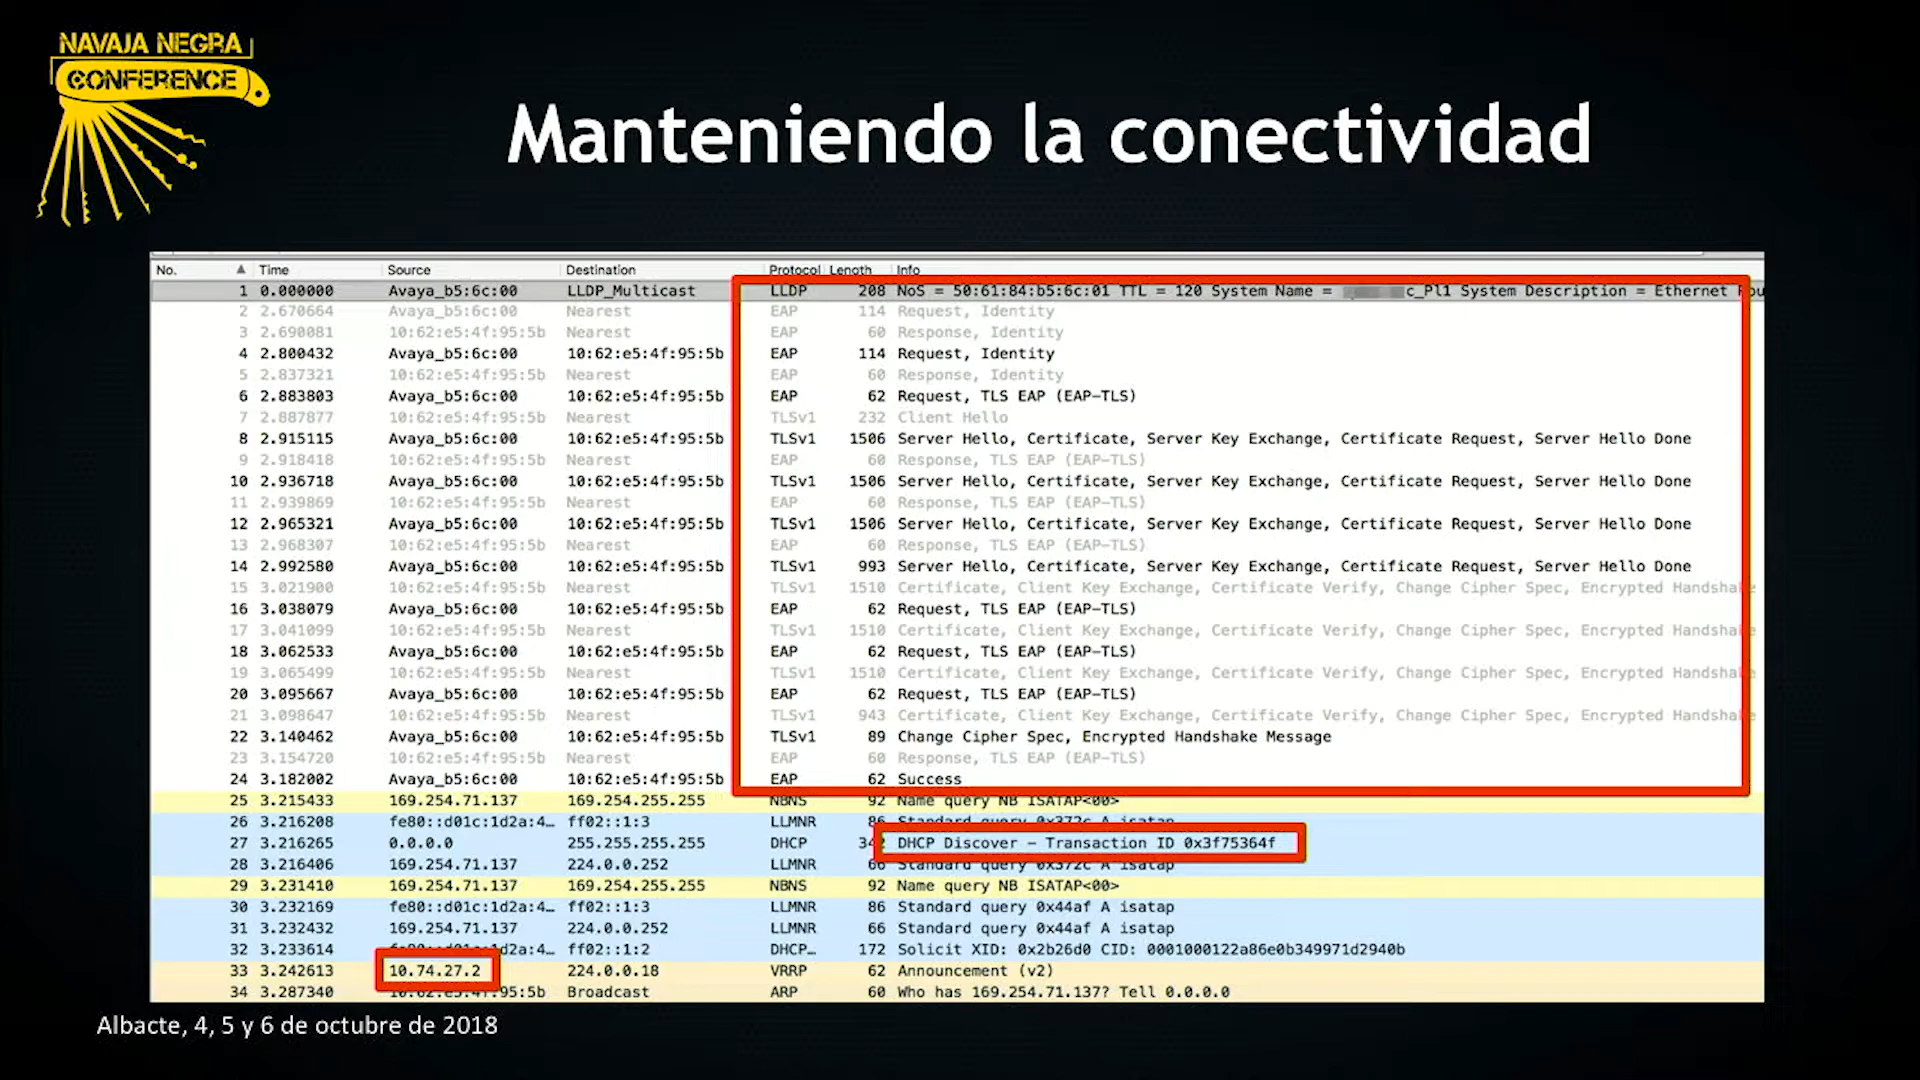 NAVAJA NEGRA
CONFERENCE
Manteniendo la conectividad
No. Time Source Destination Protocol Length Info
1 0.000000 Avaya_b5:6c:00 LLDP_Multicast LLDP 208 NoS = 50:61:84:b5:6c:01 TTL = 120 System Name = c_Pl1 System Description = Ethernet Rou
2 2.670664 Avaya_b5:6c:00 Nearest EAP 114 Request, Identity
3 2.690081 10:62:e5:4f:95:5b Nearest EAP 60 Response, Identity
4 2.800432 Avaya_b5:6c:00 10:62:e5:4f:95:5b EAP 114 Request, Identity
5 2.837321 10:62:e5:4f:95:5b Nearest EAP 60 Response, Identity
6 2.883803 Avaya_b5:6c:00 10:62:e5:4f:95:5b EAP 62 Request, TLS EAP (EAP-TLS)
7 2.887877 10:62:e5:4f:95:5b Nearest TLSv1 232 Client Hello
8 2.915115 Avaya_b5:6c:00 10:62:e5:4f:95:5b TLSv1 1506 Server Hello, Certificate, Server Key Exchange, Certificate Request, Server Hello Done
9 2.918418 10:62:e5:4f:95:5b Nearest EAP 60 Response, TLS EAP (EAP-TLS)
10 2.936718 Avaya_b5:6c:00 10:62:e5:4f:95:5b TLSv1 1506 Server Hello, Certificate, Server Key Exchange, Certificate Request, Server Hello Done
11 2.939869 10:62:e5:4f:95:5b Nearest EAP 60 Response, TLS EAP (EAP-TLS)
12 2.965321 Avaya_b5:6c:00 10:62:e5:4f:95:5b TLSv1 1506 Server Hello, Certificate, Server Key Exchange, Certificate Request, Server Hello Done
13 2.968307 10:62:e5:4f:95:5b Nearest EAP 60 Response, TLS EAP (EAP-TLS)
14 2.992580 Avaya_b5:6c:00 10:62:e5:4f:95:5b TLSv1 993 Server Hello, Certificate, Server Key Exchange, Certificate Request, Server Hello Done
15 3.021900 10:62:e5:4f:95:5b Nearest TLSv1 1510 Certificate, Client Key Exchange, Certificate Verify, Change Cipher Spec, Encrypted Handshake
16 3.038079 Avaya_b5:6c:00 10:62:e5:4f:95:5b EAP 62 Request, TLS EAP (EAP-TLS)
17 3.041099 10:62:e5:4f:95:5b Nearest TLSv1 1510 Certificate, Client Key Exchange, Certificate Verify, Change Cipher Spec, Encrypted Handshake
18 3.062533 Avaya_b5:6c:00 10:62:e5:4f:95:5b EAP 62 Request, TLS EAP (EAP-TLS)
19 3.065499 10:62:e5:4f:95:5b Nearest TLSv1 1510 Certificate, Client Key Exchange, Certificate Verify, Change Cipher Spec, Encrypted Handshake
20 3.095667 Avaya_b5:6c:00 10:62:e5:4f:95:5b EAP 62 Request, TLS EAP (EAP-TLS)
21 3.098647 10:62:e5:4f:95:5b Nearest TLSv1 943 Certificate, Client Key Exchange, Certificate Verify, Change Cipher Spec, Encrypted Handshake
22 3.140462 Avaya_b5:6c:00 10:62:e5:4f:95:5b TLSv1 89 Change Cipher Spec, Encrypted Handshake Message
23 3.154720 10:62:e5:4f:95:5b Nearest EAP 60 Response, TLS EAP (EAP-TLS)
24 3.182002 Avaya_b5:6c:00 10:62:e5:4f:95:5b EAP 62 Success
25 3.215433 169.254.71.137 169.254.255.255 NBNS 92 Name query NB ISATAP<00>
26 3.216208 fe80::d01c:1d2a:4… ff02::1:3 LLMNR 86 Standard query 0x372c A isatap
27 3.216265 0.0.0.0 255.255.255.255 DHCP 342 DHCP Discover - Transaction ID 0x3f75364f
28 3.216406 169.254.71.137 224.0.0.252 LLMNR 66 Standard query 0x372c A isatap
29 3.231410 169.254.71.137 169.254.255.255 NBNS 92 Name query NB ISATAP<00>
30 3.232169 fe80::d01c:1d2a:4… ff02::1:3 LLMNR 86 Standard query 0x44af A isatap
31 3.232432 169.254.71.137 224.0.0.252 LLMNR 66 Standard query 0x44af A isatap
32 3.233614 fe80::d01c:1d2a:4… ff02::1:2 DHCP… 172 Solicit XID: 0x2b26d0 CID: 0001000122a86e0b349971d2940b
33 3.242613 10.74.27.2 224.0.0.18 VRRP 62 Announcement (v2)
34 3.287340 10:62:e5:4f:95:5b Broadcast ARP 60 Who has 169.254.71.137? Tell 0.0.0.0
Albacte, 4, 5 y 6 de octubre de 2018